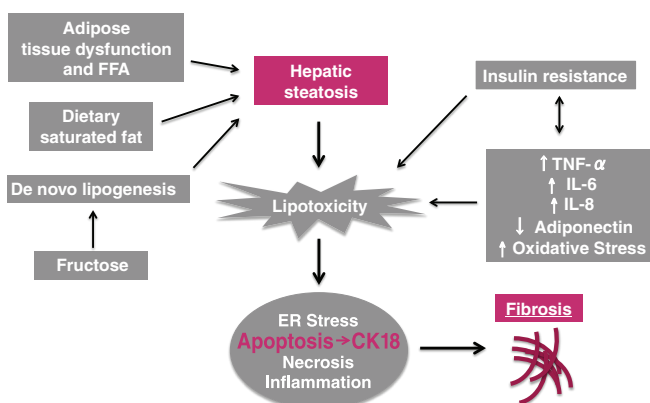 Adipose
tissue dysfunction
and FFA
Hepatic
steatosis
Insulin resistance
Dietary
saturated fat
↑ TNF-α
↑ IL-6
↑ IL-8
↓ Adiponectin
↑ Oxidative Stress
De novo lipogenesis
Lipotoxicity
Fructose
ER Stress
Apoptosis→CK18
Necrosis
Inflammation
Fibrosis